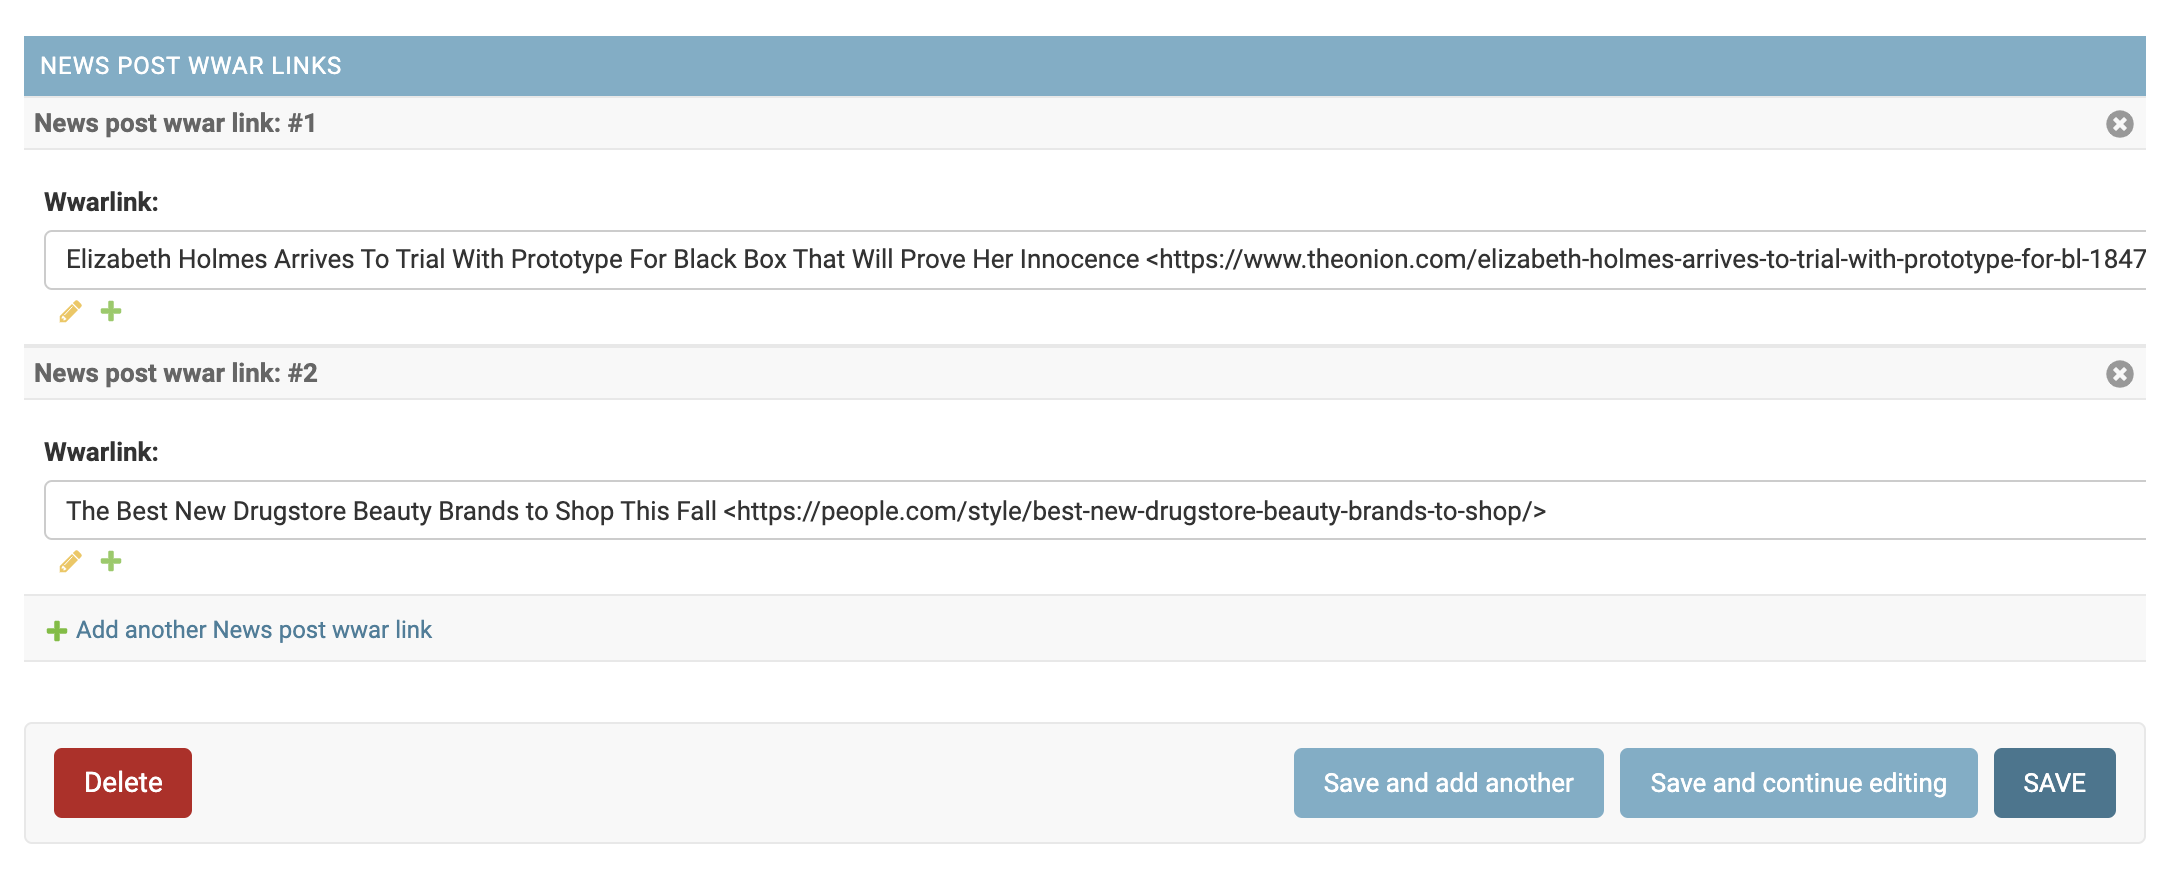 NEWS POST WWAR LINKS
News post wwar link: #1
Wwarlink:
Elizabeth Holmes Arrives To Trial With Prototype For Black Box That Will Prove Her Innocence <https://www.theonion.com/elizabeth-holmes-arrives-to-trial-with-prototype-for-bl-1847
News post wwar link: #2
Wwarlink:
The Best New Drugstore Beauty Brands to Shop This Fall <https://people.com/style/best-new-drugstore-beauty-brands-to-shop/>
Add another News post wwar link
Delete
Save and add another
Save and continue editing
SAVE